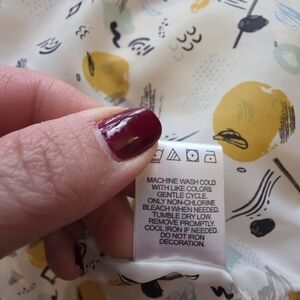 MACHINE WASH COLD
WITH LIKE COLORS
GENTLE CYCLE.
ONLY NON-CHLORINE
BLEACH WHEN NEEDED.
TUMBLE DRY LOW.
REMOVE PROMPTLY.
COOL IRON IF NEEDED.
DO NOT IRON
DECORATION.